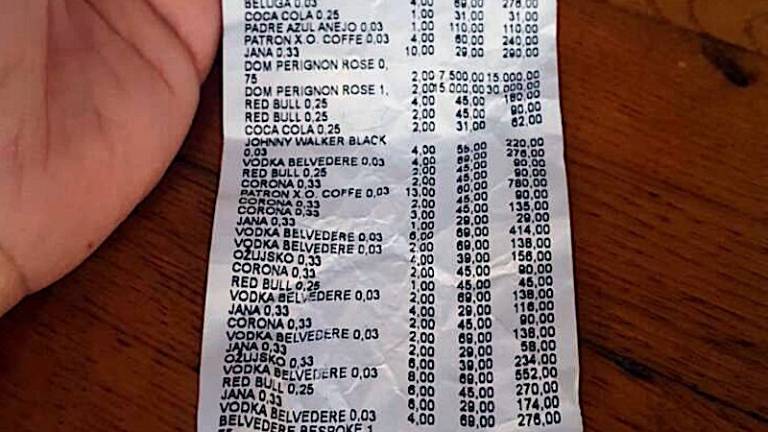 BELUGA 0,03 4,00 69,00 276,00
COCA COLA 0,25 1,00 31,00 31,00
PADRE AZUL ANEJO 0,03 1,00 110,00 110,00
PATRON X.O. COFFE 0,03 4,00 60,00 240,00
JANA 0,33 10,00 29,00 290,00
DOM PERIGNON ROSE 0,
75 2,00 7.500,00 15.000,00
DOM PERIGNON ROSE 1,
2,00 15.000,00 30.000,00
RED BULL 0,25 4,00 45,00 180,00
RED BULL 0,25 2,00 45,00 90,00
COCA COLA 0,25 2,00 31,00 62,00
JOHNNY WALKER BLACK
0,03 4,00 55,00 220,00
VODKA BELVEDERE 0,03 4,00 69,00 276,00
RED BULL 0,25 2,00 45,00 90,00
CORONA 0,33 2,00 45,00 90,00
PATRON X.O. COFFE 0,03 13,00 60,00 780,00
CORONA 0,33 2,00 45,00 90,00
CORONA 0,33 3,00 45,00 135,00
JANA 0,33 1,00 29,00 29,00
VODKA BELVEDERE 0,03 6,00 69,00 414,00
VODKA BELVEDERE 0,03 2,00 69,00 138,00
OŽUJSKO 0,33 4,00 39,00 156,00
CORONA 0,33 2,00 45,00 90,00
RED BULL 0,25 1,00 45,00 45,00
VODKA BELVEDERE 0,03 2,00 69,00 138,00
JANA 0,33 4,00 29,00 116,00
CORONA 0,33 2,00 45,00 90,00
VODKA BELVEDERE 0,03 2,00 69,00 138,00
JANA 0,33 2,00 29,00 58,00
OŽUJSKO 0,33 6,00 39,00 234,00
VODKA BELVEDERE 0,03 8,00 69,00 552,00
RED BULL 0,25 6,00 45,00 270,00
JANA 0,33 6,00 29,00 174,00
VODKA BELVEDERE 0,03 4,00 69,00 276,00
BELVEDERE BESPOKE 1,